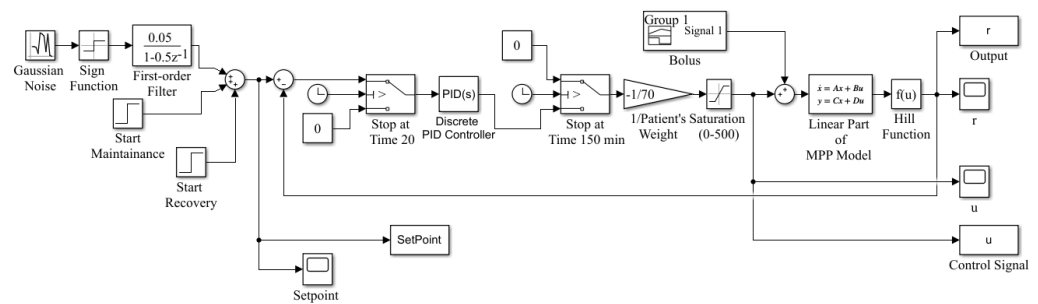 Gaussian
Noise
Sign
Function
0.05
1-0.5z-1
First-order
Filter
Start
Maintainance
Start
Recovery
+
+
+
+
-
0
>
Stop at
Time 20
PID(s)
Discrete
PID Controller
0
>
Stop at
Time 150 min
-1/70
1/Patient's
Weight
Saturation
(0-500)
Group 1
Signal 1
Bolus
+
+
ẋ = Ax + Bu
y = Cx + Du
Linear Part
of
MPP Model
f(u)
Hill
Function
r
Output
r
u
u
Control Signal
SetPoint
Setpoint